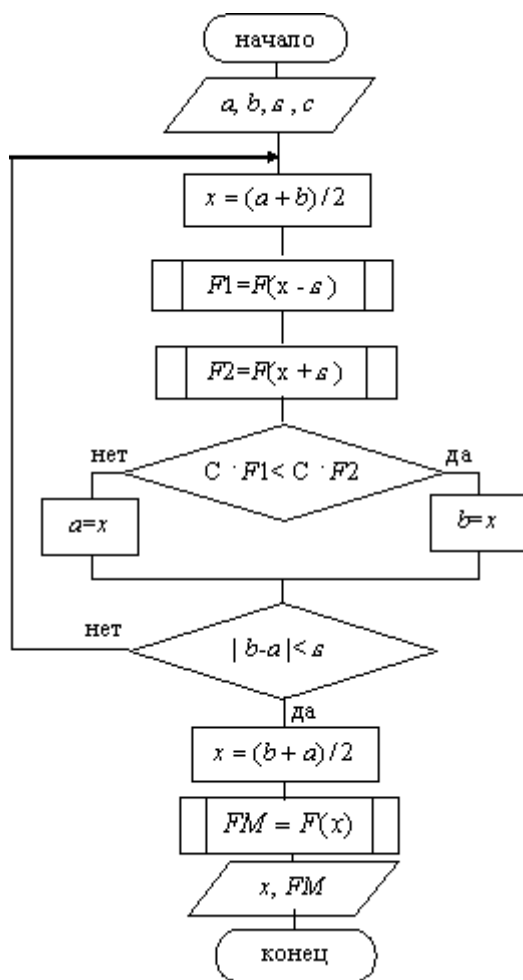 начало
a, b, ε , c
x = (a + b) / 2
F1=F(x - ε)
F2=F(x + ε)
нет
да
C · F1< C · F2
a=x
b=x
нет
| b-a |< ε
да
x = (b + a) / 2
FM = F(x)
x, FM
конец